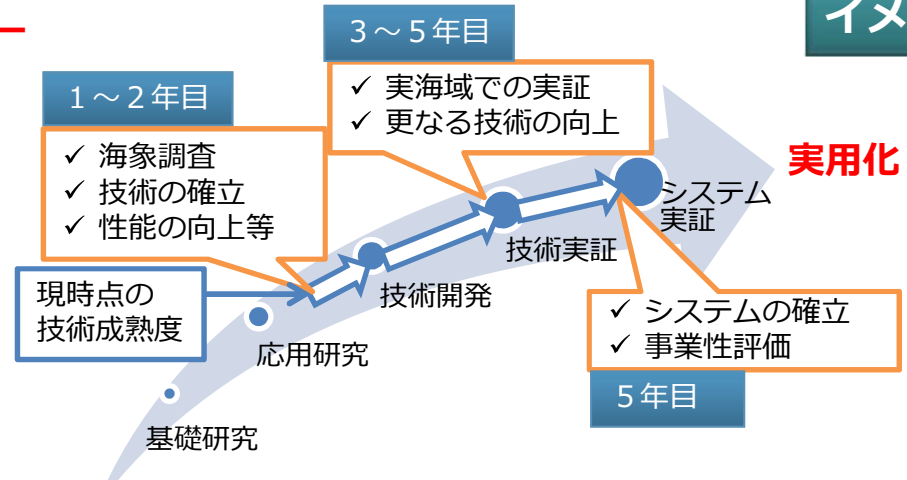 イメ
3～5年目
✓ 実海域での実証
✓ 更なる技術の向上
1～2年目
✓ 海象調査
✓ 技術の確立
✓ 性能の向上等
実用化
システム
実証
技術実証
現時点の
技術成熟度
技術開発
応用研究
基礎研究
✓ システムの確立
✓ 事業性評価
5年目